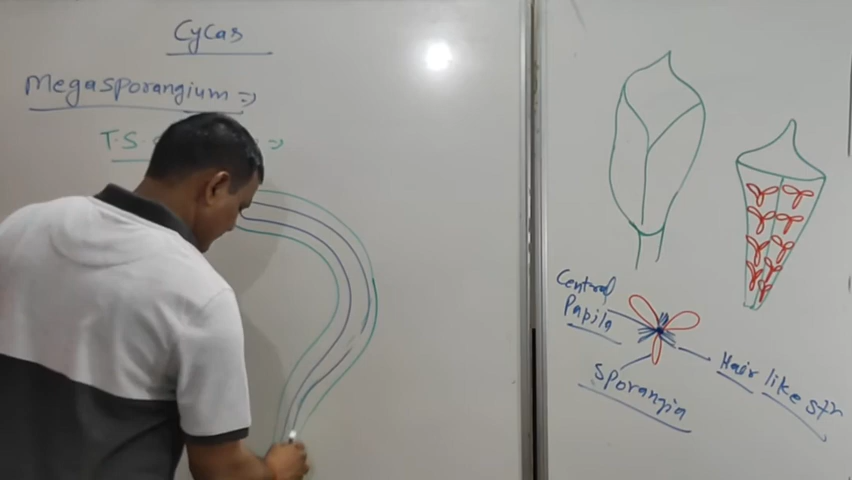 Cycas
Megasporangium =>
T.S.
Central
Papila
Sporangia
Hair like str